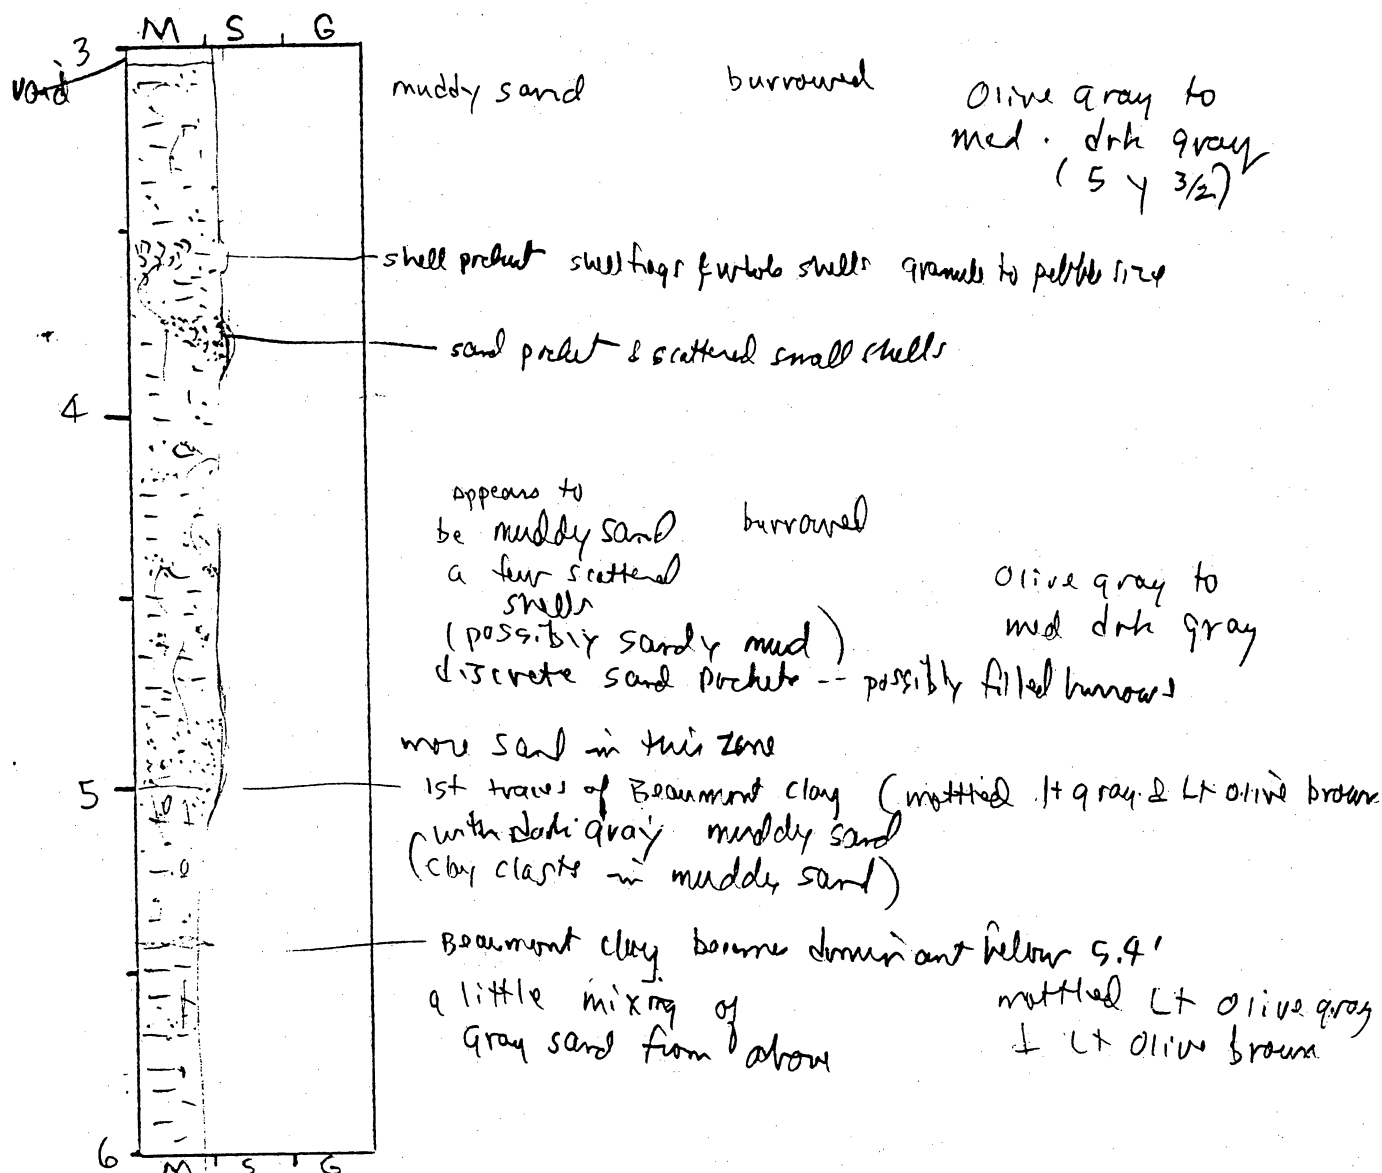 M S G
3
void
muddy sand burrowed Olive gray to
med. drk gray
(5 y 3/2)
shell pocket shell frags & whole shells granule to pebble size
sand pocket & scattered small shells
4
appears to
be muddy sand burrowed
a few scattered
shells
Olive gray to
med drk gray
(possibly sandy mud)
discrete sand pockets -- possibly filled burrows
more sand in this zone
5
1st traces of Beaumont clay (mottled lt gray & Lt olive brown
with dark gray muddy sand
(clay clasts in muddy sand)
Beaumont clay becomes dominant below 5.4'
a little mixing of
gray sand from above
mottled Lt olive gray
& Lt olive brown
6
M S G